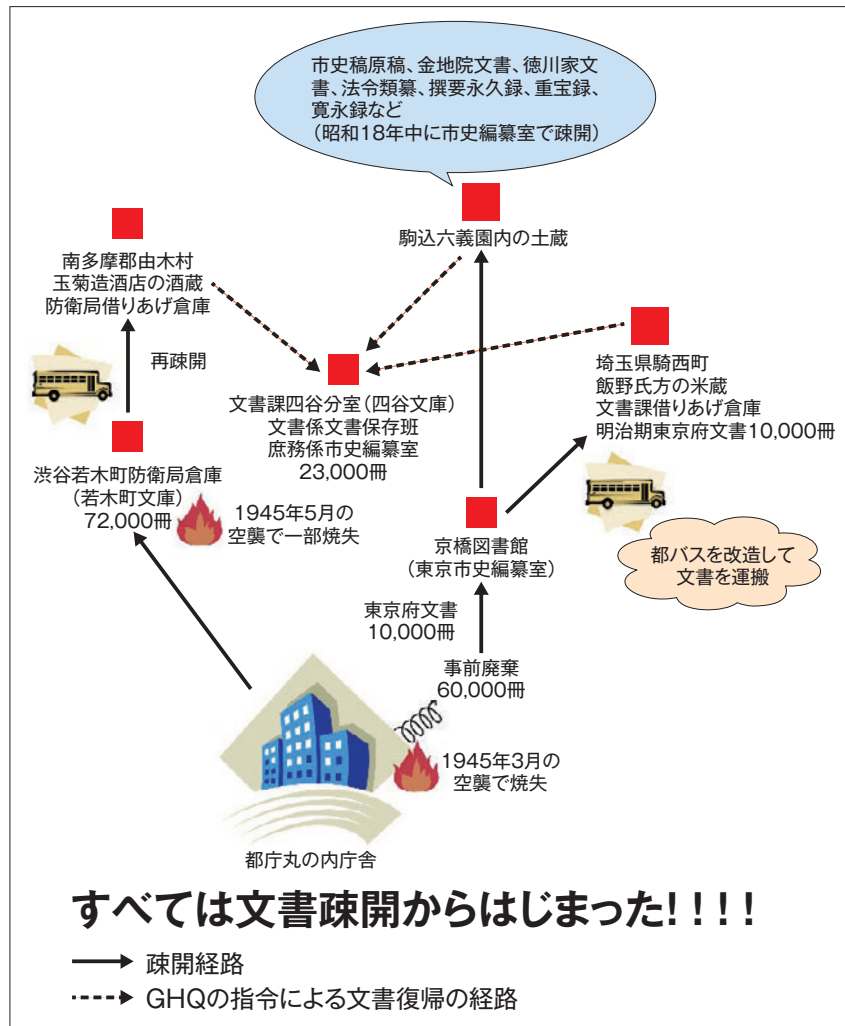 市史稿原稿、金地院文書、徳川家文
書、法令類纂、撰要永久録、重宝録、
寛永録など
（昭和18年中に市史編纂室で疎開）
駒込六義園内の土蔵
南多摩郡由木村
玉菊造酒店の酒蔵
防衛局借りあげ倉庫
再疎開
埼玉県騎西町
飯野氏方の米蔵
文書課借りあげ倉庫
明治期東京府文書10,000冊
文書課四谷分室（四谷文庫）
文書係文書保存班
庶務係市史編纂室
23,000冊
渋谷若木町防衛局倉庫
（若木町文庫）
72,000冊
1945年5月の
空襲で一部焼失
京橋図書館
（東京市史編纂室）
都バスを改造して
文書を運搬
東京府文書
10,000冊
事前廃棄
60,000冊
1945年3月の
空襲で焼失
都庁丸の内庁舎
すべては文書疎開からはじまった！！！！
疎開経路
GHQの指令による文書復帰の経路